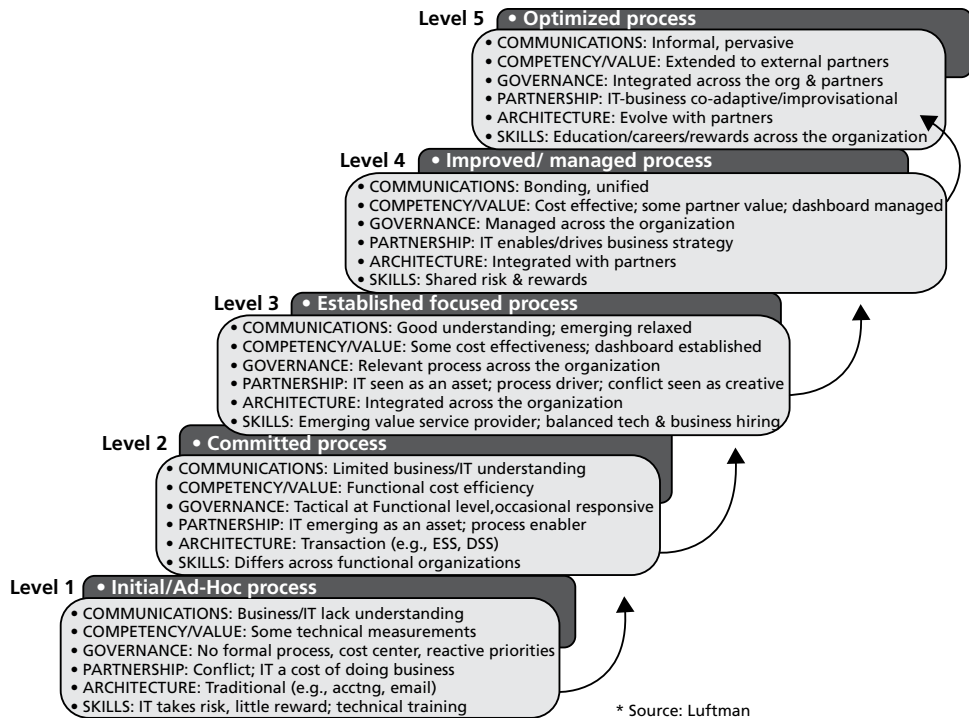 Level 5 • Optimized process
• COMMUNICATIONS: Informal, pervasive
• COMPETENCY/VALUE: Extended to external partners
• GOVERNANCE: Integrated across the org & partners
• PARTNERSHIP: IT-business co-adaptive/improvisational
• ARCHITECTURE: Evolve with partners
• SKILLS: Education/careers/rewards across the organization
Level 4 • Improved/ managed process
• COMMUNICATIONS: Bonding, unified
• COMPETENCY/VALUE: Cost effective; some partner value; dashboard managed
• GOVERNANCE: Managed across the organization
• PARTNERSHIP: IT enables/drives business strategy
• ARCHITECTURE: Integrated with partners
• SKILLS: Shared risk & rewards
Level 3 • Established focused process
• COMMUNICATIONS: Good understanding; emerging relaxed
• COMPETENCY/VALUE: Some cost effectiveness; dashboard established
• GOVERNANCE: Relevant process across the organization
• PARTNERSHIP: IT seen as an asset; process driver; conflict seen as creative
• ARCHITECTURE: Integrated across the organization
• SKILLS: Emerging value service provider; balanced tech & business hiring
Level 2 • Committed process
• COMMUNICATIONS: Limited business/IT understanding
• COMPETENCY/VALUE: Functional cost efficiency
• GOVERNANCE: Tactical at Functional level,occasional responsive
• PARTNERSHIP: IT emerging as an asset; process enabler
• ARCHITECTURE: Transaction (e.g., ESS, DSS)
• SKILLS: Differs across functional organizations
Level 1 • Initial/Ad-Hoc process
• COMMUNICATIONS: Business/IT lack understanding
• COMPETENCY/VALUE: Some technical measurements
• GOVERNANCE: No formal process, cost center, reactive priorities
• PARTNERSHIP: Conflict; IT a cost of doing business
• ARCHITECTURE: Traditional (e.g., acctng, email)
• SKILLS: IT takes risk, little reward; technical training
* Source: Luftman